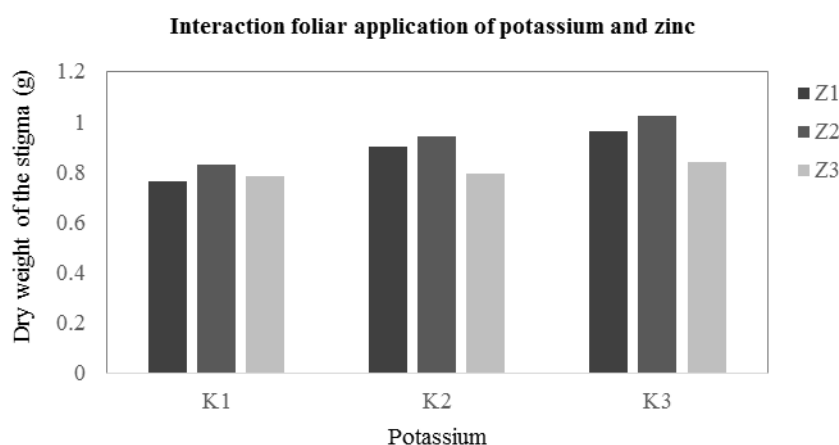 Interaction foliar application of potassium and zinc
Dry weight of the stigma (g)
1.2
1
0.8
0.6
0.4
0.2
0
K1 K2 K3
Potassium
Z1
Z2
Z3